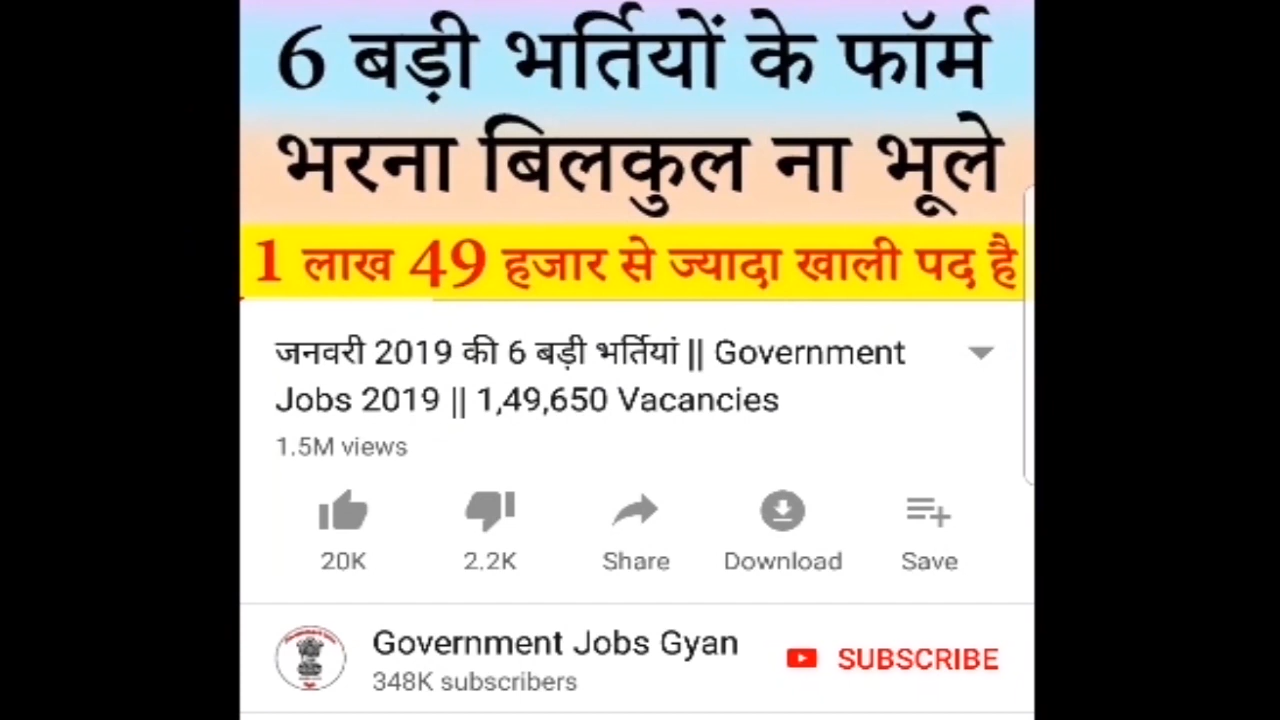 6 बड़ी भर्तियों के फॉर्म
भरना बिलकुल ना भूले
1 लाख 49 हजार से ज्यादा खाली पद है
जनवरी 2019 की 6 बड़ी भर्तियां || Government
Jobs 2019 || 1,49,650 Vacancies
1.5M views
20K 2.2K Share Download Save
Government Jobs Gyan
SUBSCRIBE
348K subscribers